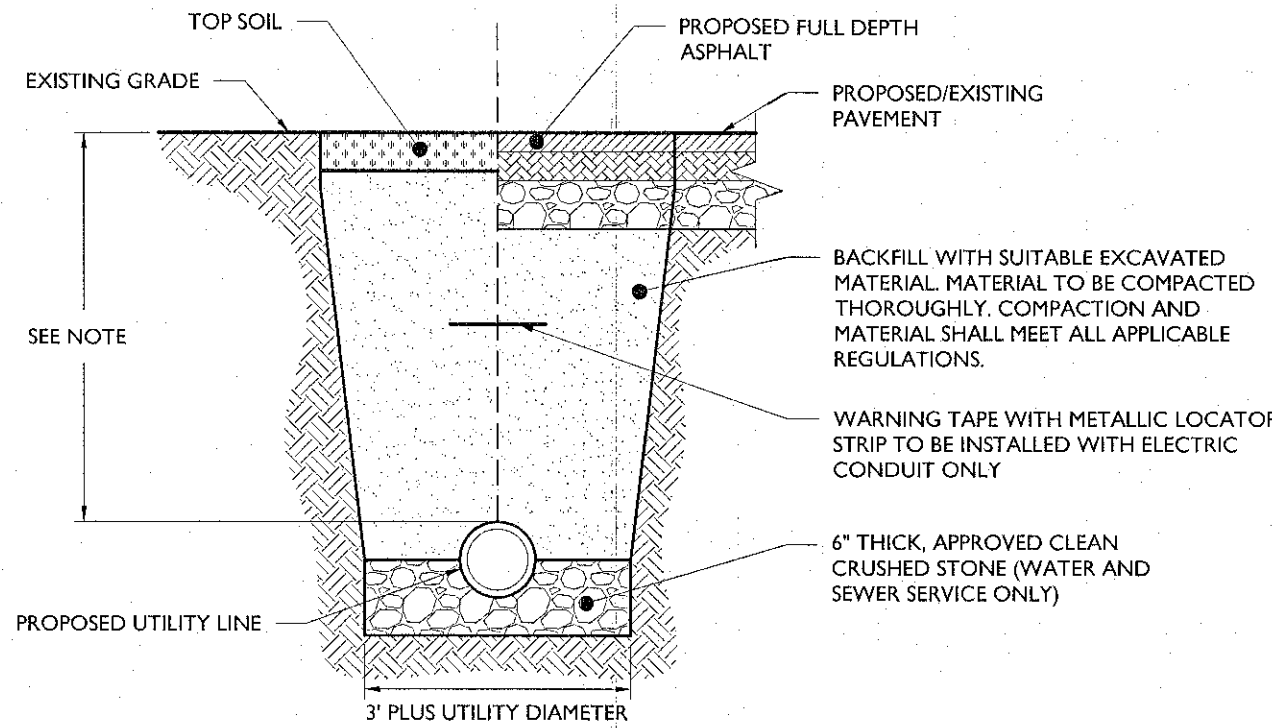 TOP SOIL
PROPOSED FULL DEPTH
ASPHALT
EXISTING GRADE
PROPOSED/EXISTING
PAVEMENT
BACKFILL WITH SUITABLE EXCAVATED
MATERIAL. MATERIAL TO BE COMPACTED
THOROUGHLY. COMPACTION AND
MATERIAL SHALL MEET ALL APPLICABLE
REGULATIONS.
SEE NOTE
WARNING TAPE WITH METALLIC LOCATOR
STRIP TO BE INSTALLED WITH ELECTRIC
CONDUIT ONLY
6" THICK, APPROVED CLEAN
CRUSHED STONE (WATER AND
SEWER SERVICE ONLY)
PROPOSED UTILITY LINE
3' PLUS UTILITY DIAMETER